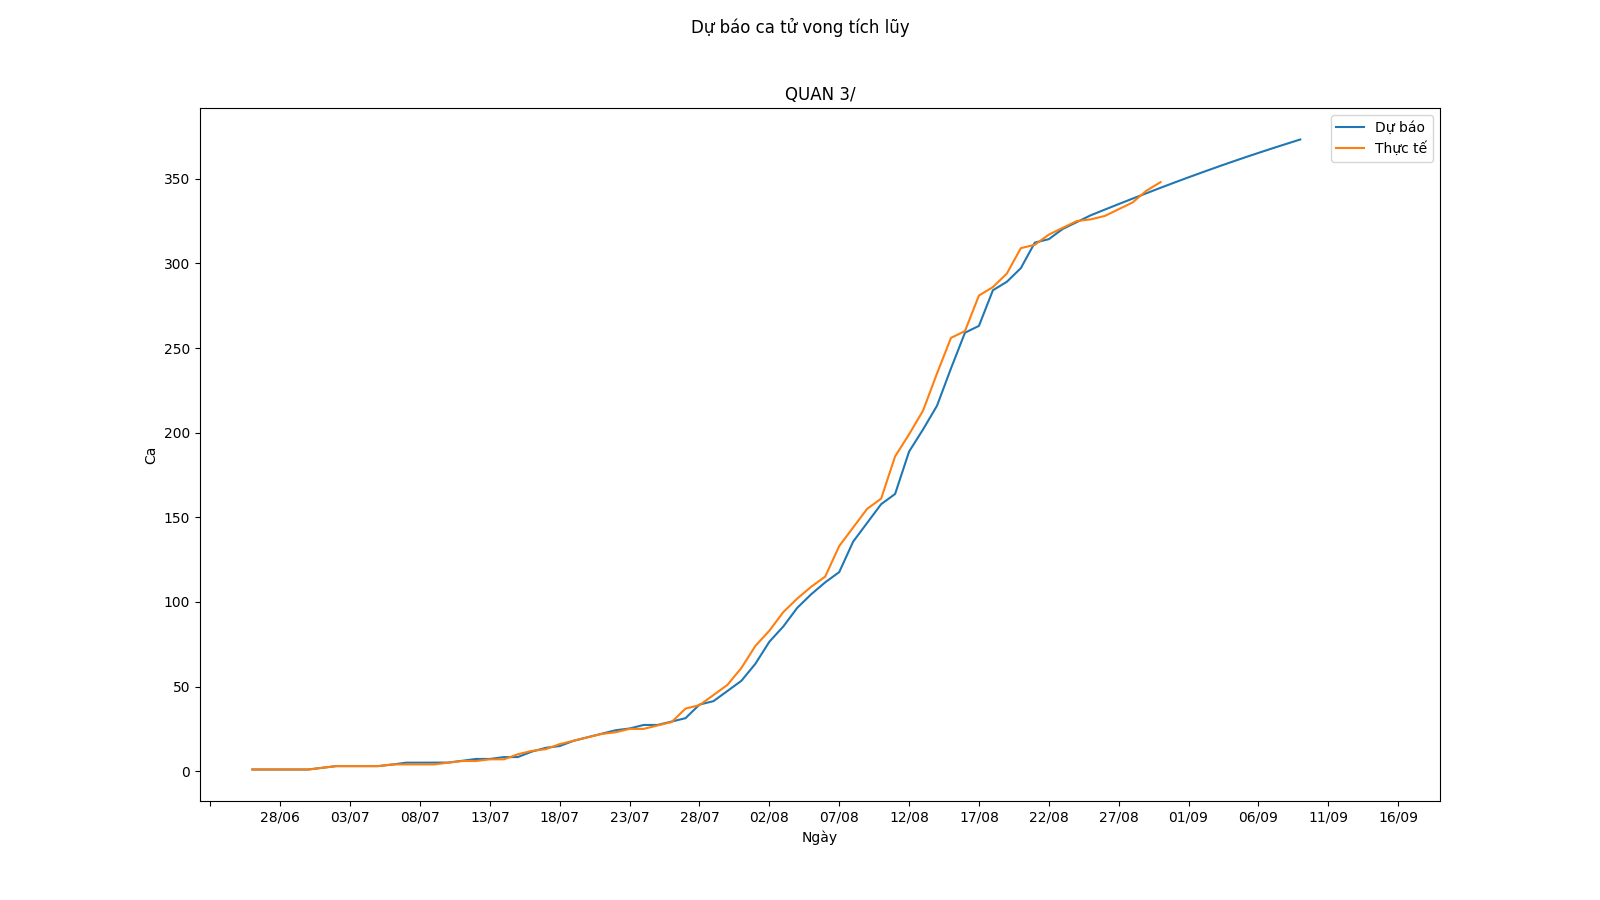 Dự báo ca tử vong tích lũy
QUAN 3/
Dự báo
Thực tế
350
300
250
200
150
100
50
0
Ca
28/06 03/07 08/07 13/07 18/07 23/07 28/07 02/08 07/08 12/08 17/08 22/08 27/08 01/09 06/09 11/09 16/09
Ngày